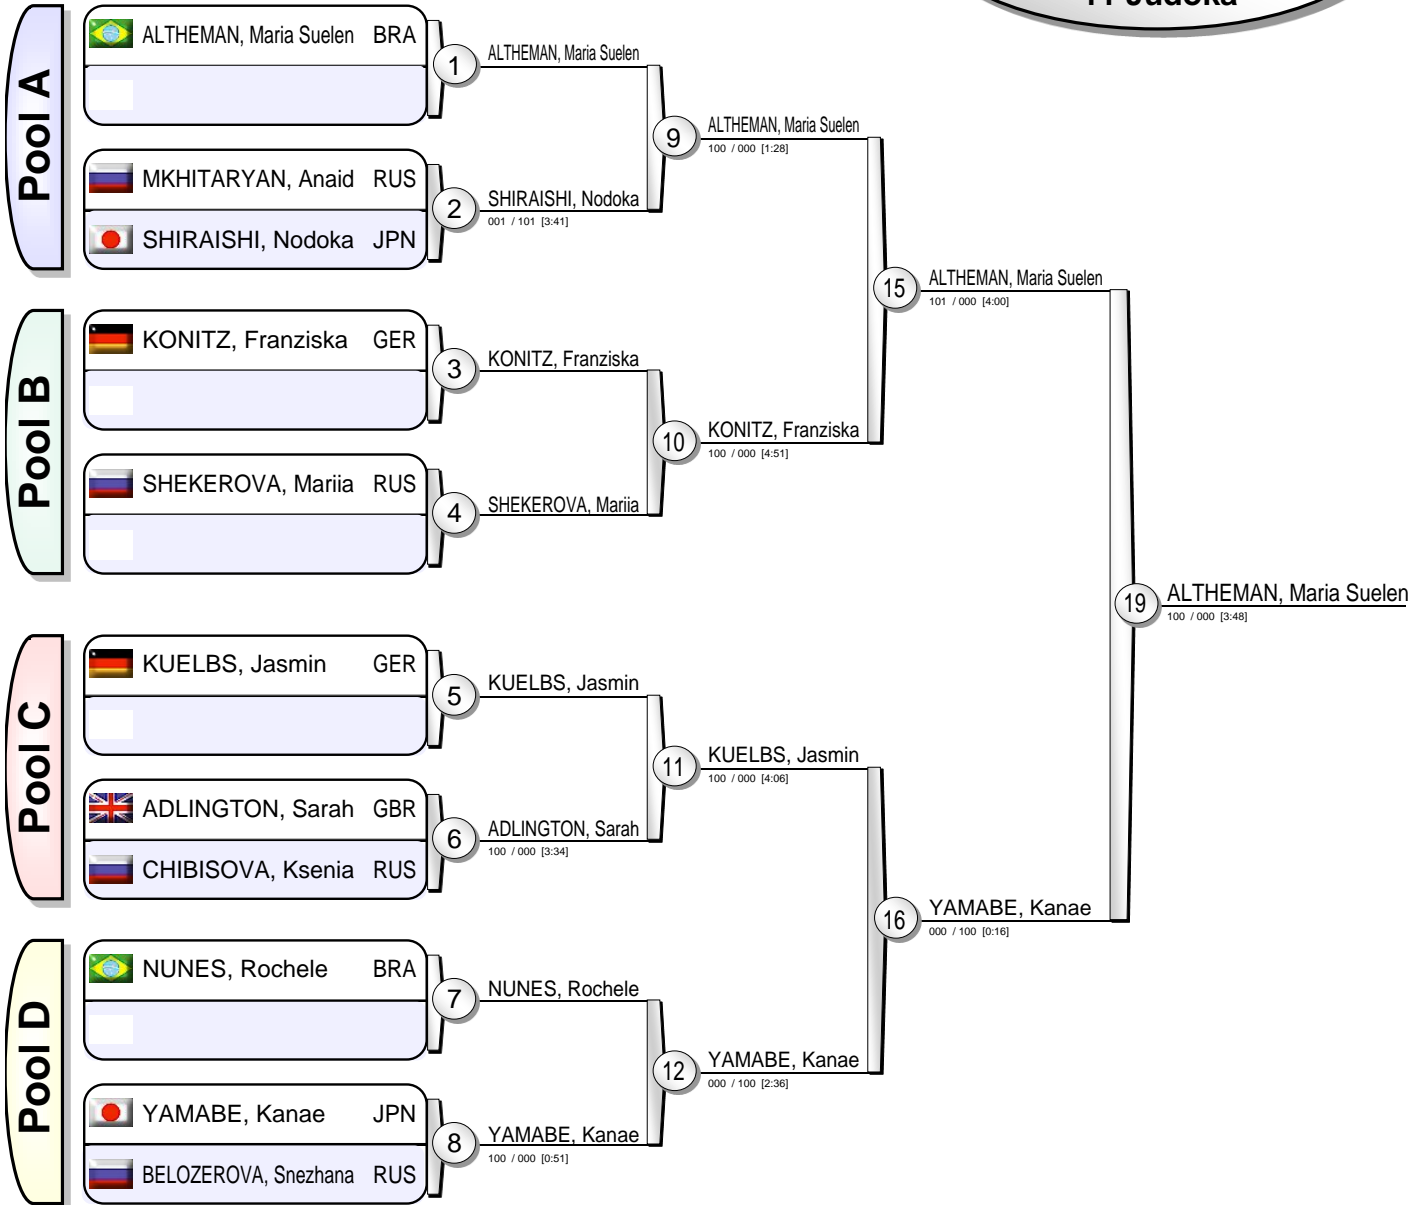 11 Judoka
Pool A
ALTHEMAN, Maria Suelen BRA
MKHITARYAN, Anaid RUS
SHIRAISHI, Nodoka JPN
1
ALTHEMAN, Maria Suelen
2
SHIRAISHI, Nodoka
001 / 101 [3:41]
9
ALTHEMAN, Maria Suelen
100 / 000 [1:28]
Pool B
KONITZ, Franziska GER
SHEKEROVA, Mariia RUS
3
KONITZ, Franziska
4
SHEKEROVA, Mariia
10
KONITZ, Franziska
100 / 000 [4:51]
15
ALTHEMAN, Maria Suelen
101 / 000 [4:00]
Pool C
KUELBS, Jasmin GER
ADLINGTON, Sarah GBR
CHIBISOVA, Ksenia RUS
5
KUELBS, Jasmin
6
ADLINGTON, Sarah
100 / 000 [3:34]
11
KUELBS, Jasmin
100 / 000 [4:06]
Pool D
NUNES, Rochele BRA
YAMABE, Kanae JPN
BELOZEROVA, Snezhana RUS
7
NUNES, Rochele
8
YAMABE, Kanae
100 / 000 [0:51]
12
YAMABE, Kanae
000 / 100 [2:36]
16
YAMABE, Kanae
000 / 100 [0:16]
19
ALTHEMAN, Maria Suelen
100 / 000 [3:48]